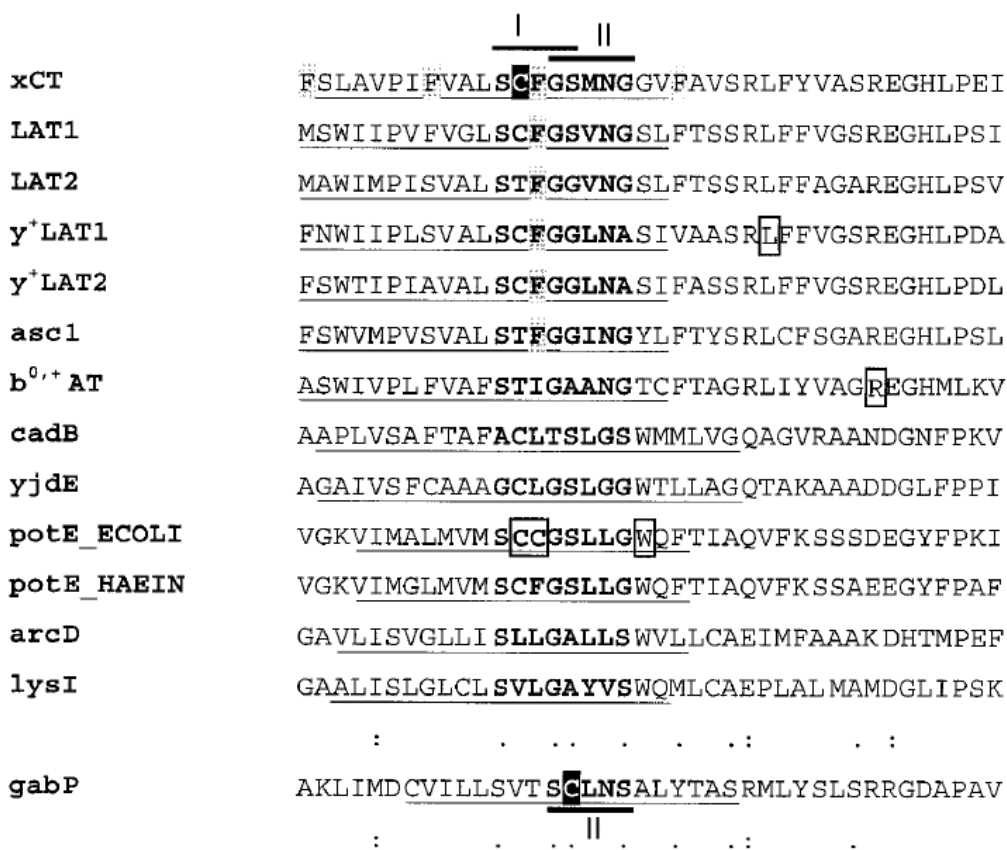 I
II
xCT FSLAVPIFVALSCFGSMNGGVFAVSRLFYVASREGHLPEI
LAT1 MSWIIPVFVGLSCFGSVNGSLFTSSRLFFVGSREGHLPSI
LAT2 MAWIMPISVALSTFGGVNGSLFTSSRLFFAGAREGHLPSV
y⁺LAT1 FNWIIPLSVALSCFGGLNASIVAASRLFFVGSREGHLPDA
y⁺LAT2 FSWTIPIAVALSCFGGLNASIFASSRLFFVGSREGHLPDL
asc1 FSWVMPVSVALSTFGGINGYLFTYSRLCFSGAREGHLPSL
b⁰,⁺AT ASWIVPLFVAFSTIGAANGTCFTAGRLIYVAGREGHMLKV
cadB AAPLVSAFTAFACLTSLGSWMMLVGQAGVRAANDGNFPKV
yjdE AGAIVSFCAAAGCLGSLGGWTLLAGQTAKAAADDGLFPPI
potE_ECOLI VGKVIMALMVMSCCGSLLGWQFTIAQVFKSSSDEGYFPKI
potE_HAEIN VGKVIMGLMVMSCFGSLLGWQFTIAQVFKSSAEEGYFPAF
arcD GAVLISVGLLISLLGALLSWVLLCAEIMFAAAKDHTMPEF
lysI GAALISLGLCLSVLGAYVSWQMLCAEPLALMAMDGLIPSK
: . . . . . . : . :
gabP AKLIMDCVILLSVTSCLNSALYTASRMLYSLSRRGDAPAV
II
: . . . . . . : .